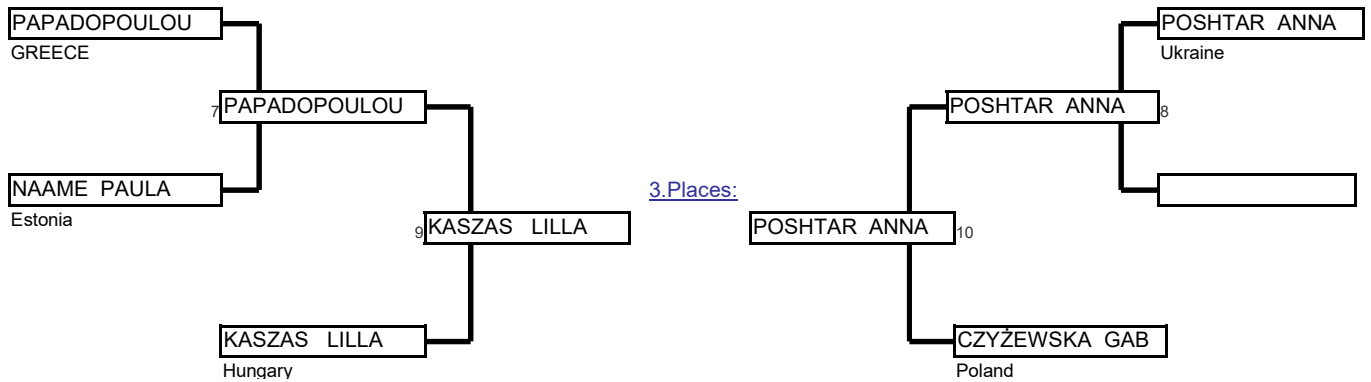 PAPADOPOULOU
GREECE
7 PAPADOPOULOU
NAAME PAULA
Estonia
9 KASZAS LILLA
KASZAS LILLA
Hungary
3.Places:
POSHTAR ANNA
Ukraine
POSHTAR ANNA 8
POSHTAR ANNA 10
CZYŻEWSKA GAB
Poland